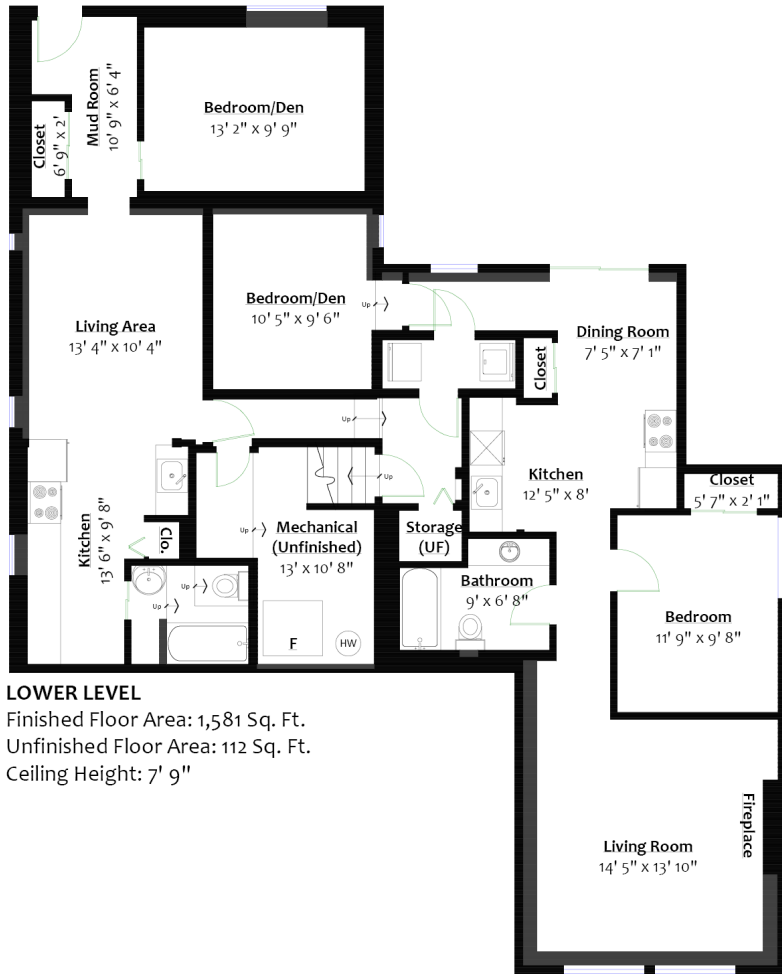 Mud Room
10' 9" x 6' 4"
Closet
6' 9" x 2'
Bedroom/Den
13' 2" x 9' 9"
Living Area
13' 4" x 10' 4"
Bedroom/Den
10' 5" x 9' 6"
Up
Dining Room
7' 5" x 7' 1"
Closet
Up
Up
Kitchen
12' 5" x 8'
Closet
5' 7" x 2' 1"
Kitchen
13' 6" x 9' 8"
Clo.
Up
Mechanical
(Unfinished)
13' x 10' 8"
Storage
(UF)
Up
Up
Bathroom
9' x 6' 8"
Bedroom
11' 9" x 9' 8"
F
HW
LOWER LEVEL
Finished Floor Area: 1,581 Sq. Ft.
Unfinished Floor Area: 112 Sq. Ft.
Ceiling Height: 7' 9"
Fireplace
Living Room
14' 5" x 13' 10"